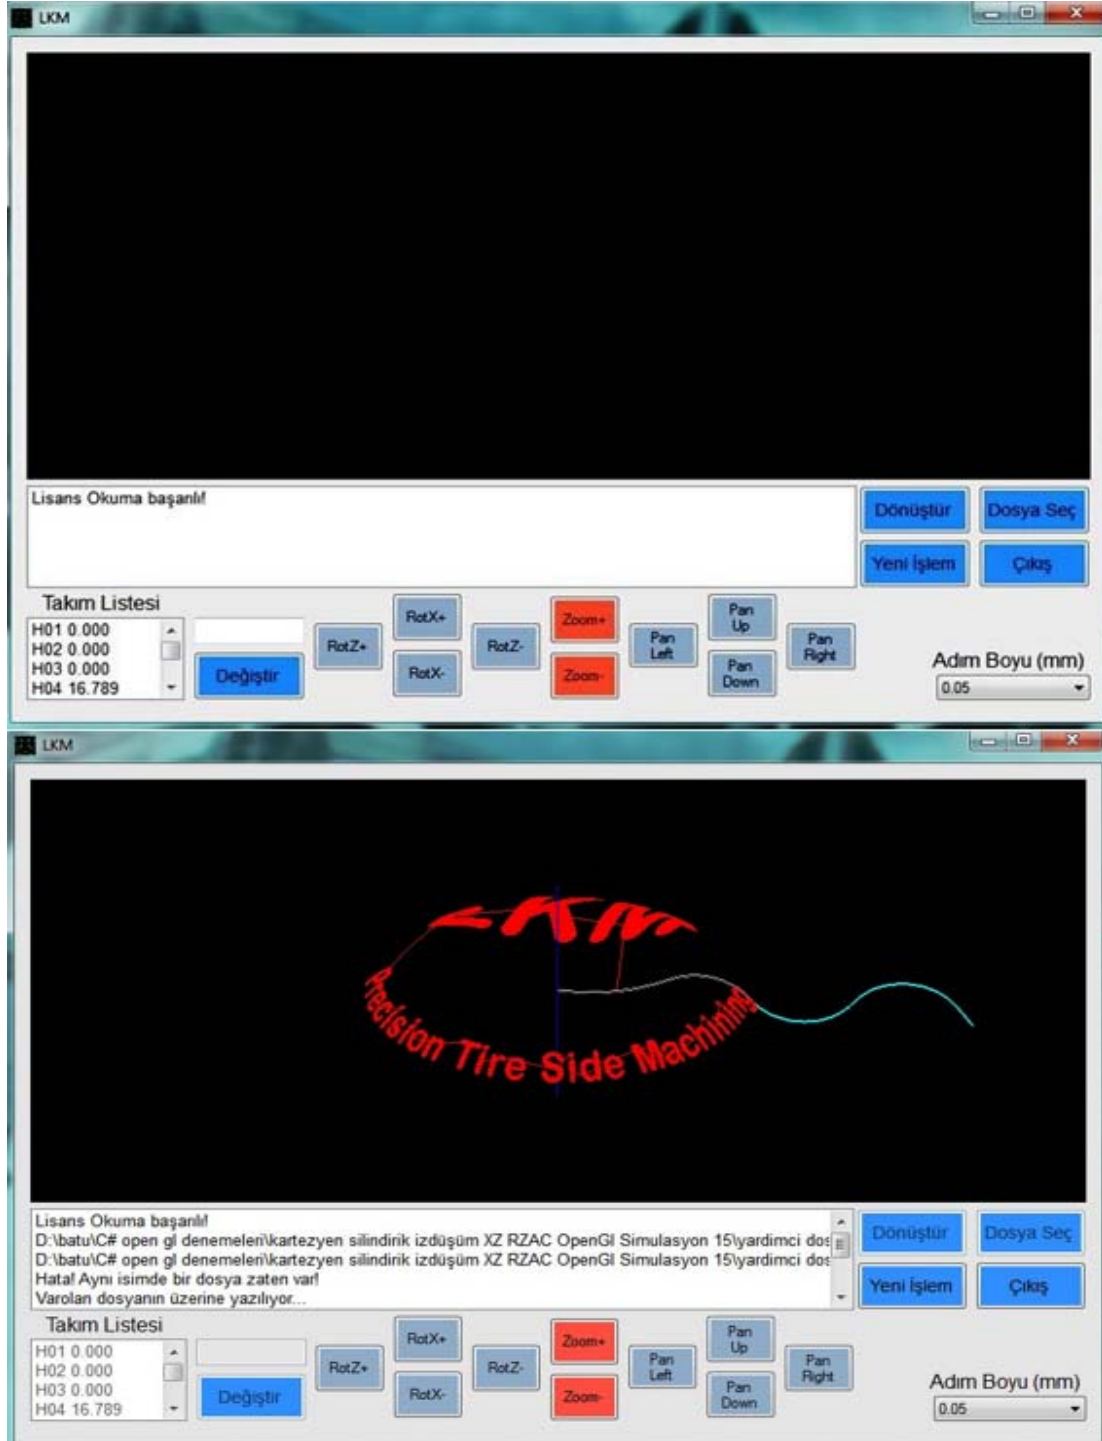 LKM
Lisans Okuma başarılı!
Dönüştür
Dosya Seç
Yeni İşlem
Çıkış
Takım Listesi
H01 0.000
H02 0.000
H03 0.000
H04 16.789
Değiştir
RotZ+
RotX+
RotX-
RotZ-
Zoom+
Zoom-
Pan Left
Pan Up
Pan Down
Pan Right
Adım Boyu (mm)
0.05
LKM
LKM
Precision Tire Side Machining
Lisans Okuma başarılı!
D:\batu\C# open gl denemeleri\kartezyen silindirik izdüşüm XZ RZAC OpenGl Simulasyon 15\yardimci dos
D:\batu\C# open gl denemeleri\kartezyen silindirik izdüşüm XZ RZAC OpenGl Simulasyon 15\yardimci dos
Hata! Aynı isimde bir dosya zaten var!
Varolan dosyanın üzerine yazılıyor...
Dönüştür
Dosya Seç
Yeni İşlem
Çıkış
Takım Listesi
H01 0.000
H02 0.000
H03 0.000
H04 16.789
Değiştir
RotZ+
RotX+
RotX-
RotZ-
Zoom+
Zoom-
Pan Left
Pan Up
Pan Down
Pan Right
Adım Boyu (mm)
0.05